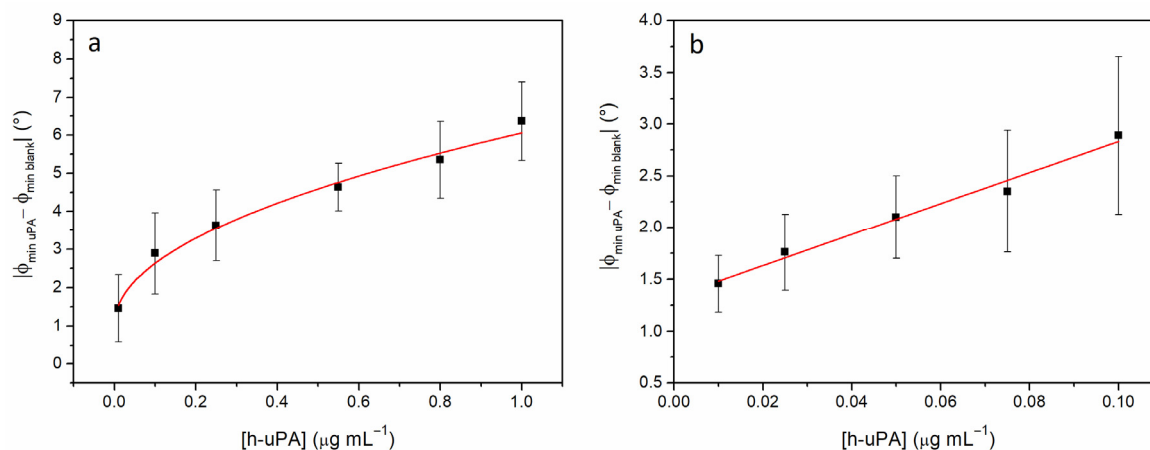 a
|ϕmin uPA− ϕmin blank| (°)
9
8
7
6
5
4
3
2
1
0
0.0 0.2 0.4 0.6 0.8 1.0
[h-uPA] (μg mL−1)
b
|ϕmin uPA− ϕmin blank| (°)
4.0
3.5
3.0
2.5
2.0
1.5
1.0
0.5
0.00 0.02 0.04 0.06 0.08 0.10
[h-uPA] (μg mL−1)